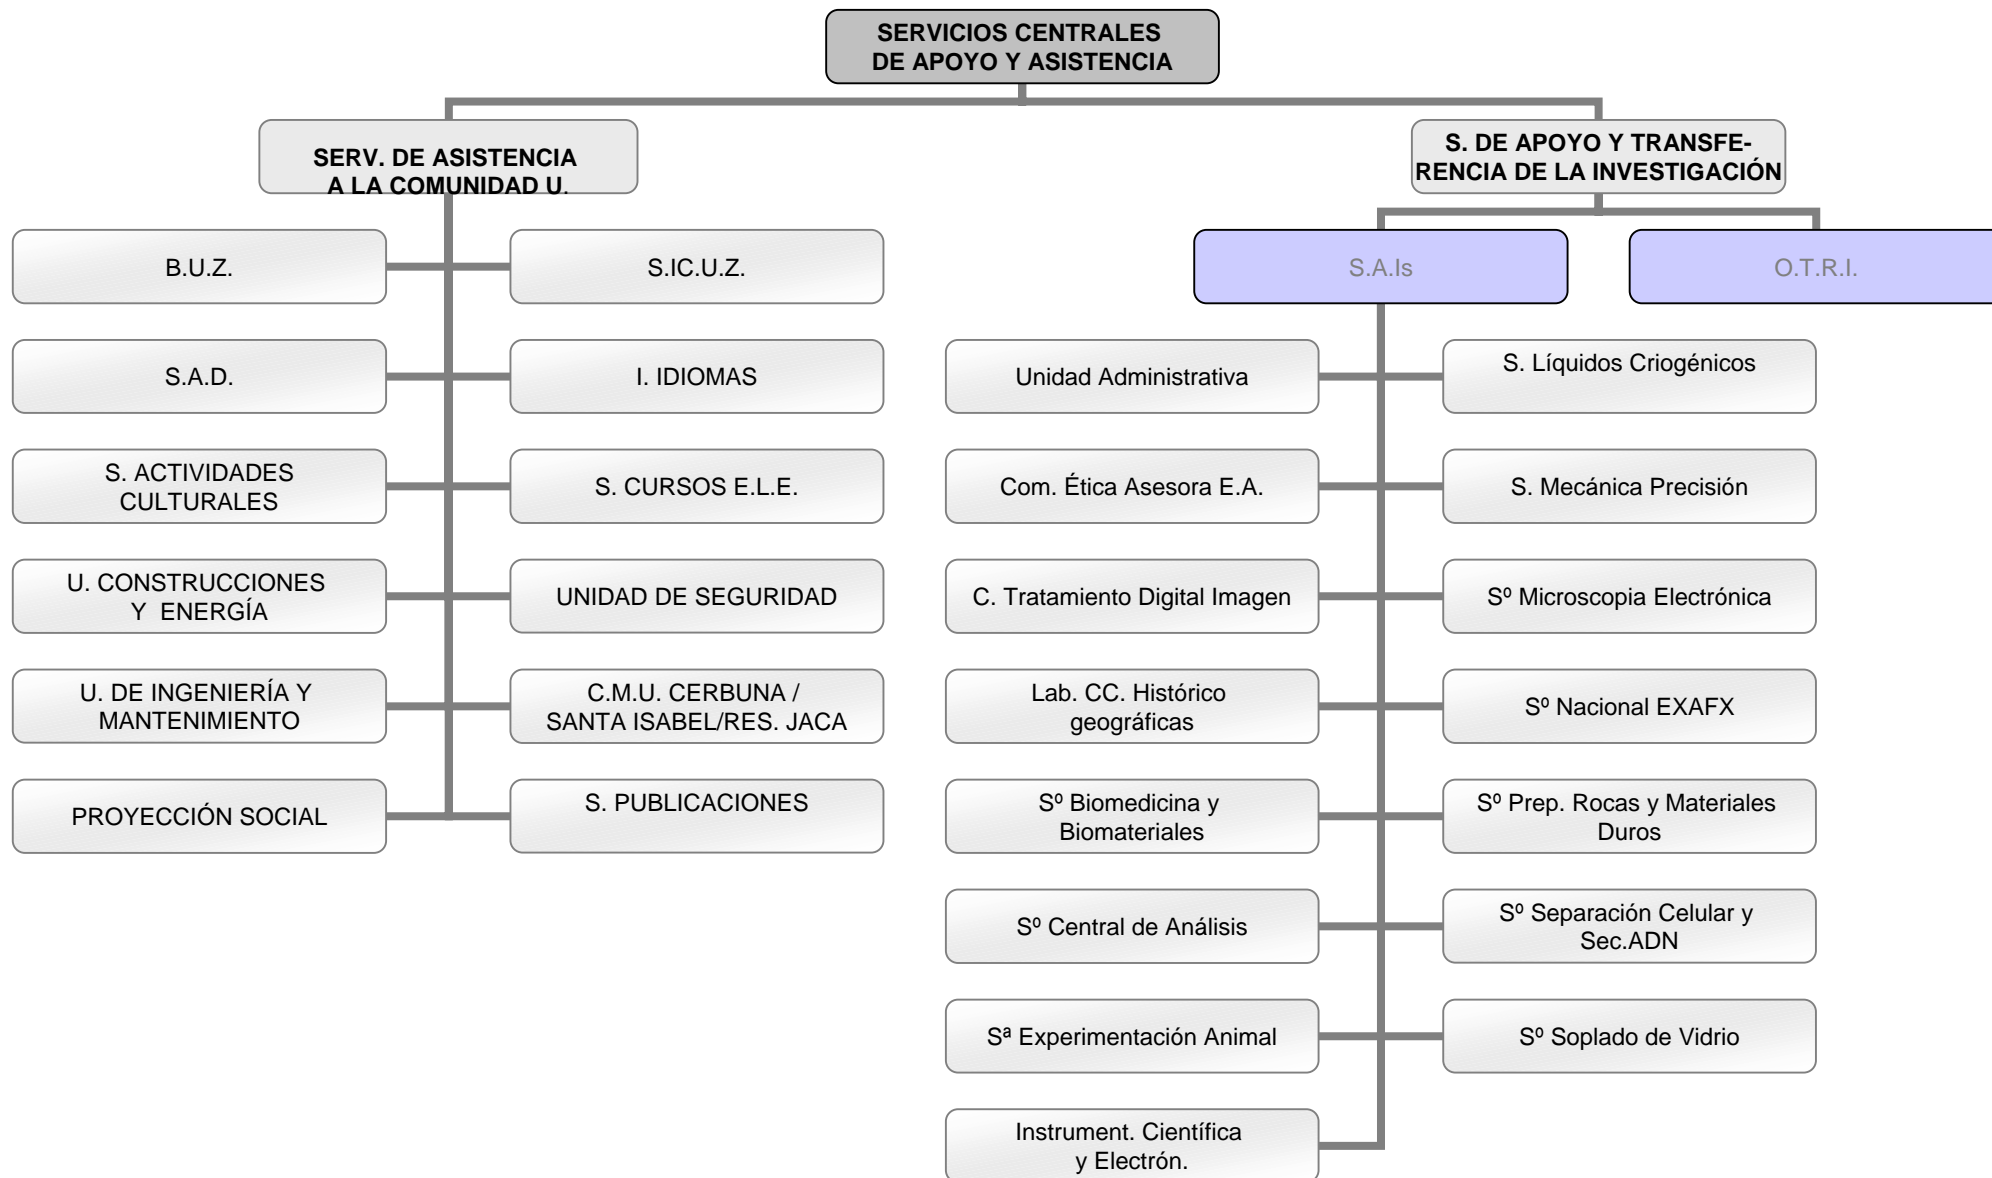 SERVICIOS CENTRALES
DE APOYO Y ASISTENCIA
SERV. DE ASISTENCIA
A LA COMUNIDAD U.
S. DE APOYO Y TRANSFE-
RENCIA DE LA INVESTIGACIÓN
B.U.Z.
S.IC.U.Z.
S.A.Is
O.T.R.I.
S.A.D.
I. IDIOMAS
Unidad Administrativa
S. Líquidos Criogénicos
S. ACTIVIDADES
CULTURALES
S. CURSOS E.L.E.
Com. Ética Asesora E.A.
S. Mecánica Precisión
U. CONSTRUCCIONES
Y ENERGÍA
UNIDAD DE SEGURIDAD
C. Tratamiento Digital Imagen
Sº Microscopia Electrónica
U. DE INGENIERÍA Y
MANTENIMIENTO
C.M.U. CERBUNA /
SANTA ISABEL/RES. JACA
Lab. CC. Histórico
geográficas
Sº Nacional EXAFX
PROYECCIÓN SOCIAL
S. PUBLICACIONES
Sº Biomedicina y
Biomateriales
Sº Prep. Rocas y Materiales
Duros
Sº Central de Análisis
Sº Separación Celular y
Sec.ADN
Sª Experimentación Animal
Sº Soplado de Vidrio
Instrument. Científica
y Electrón.